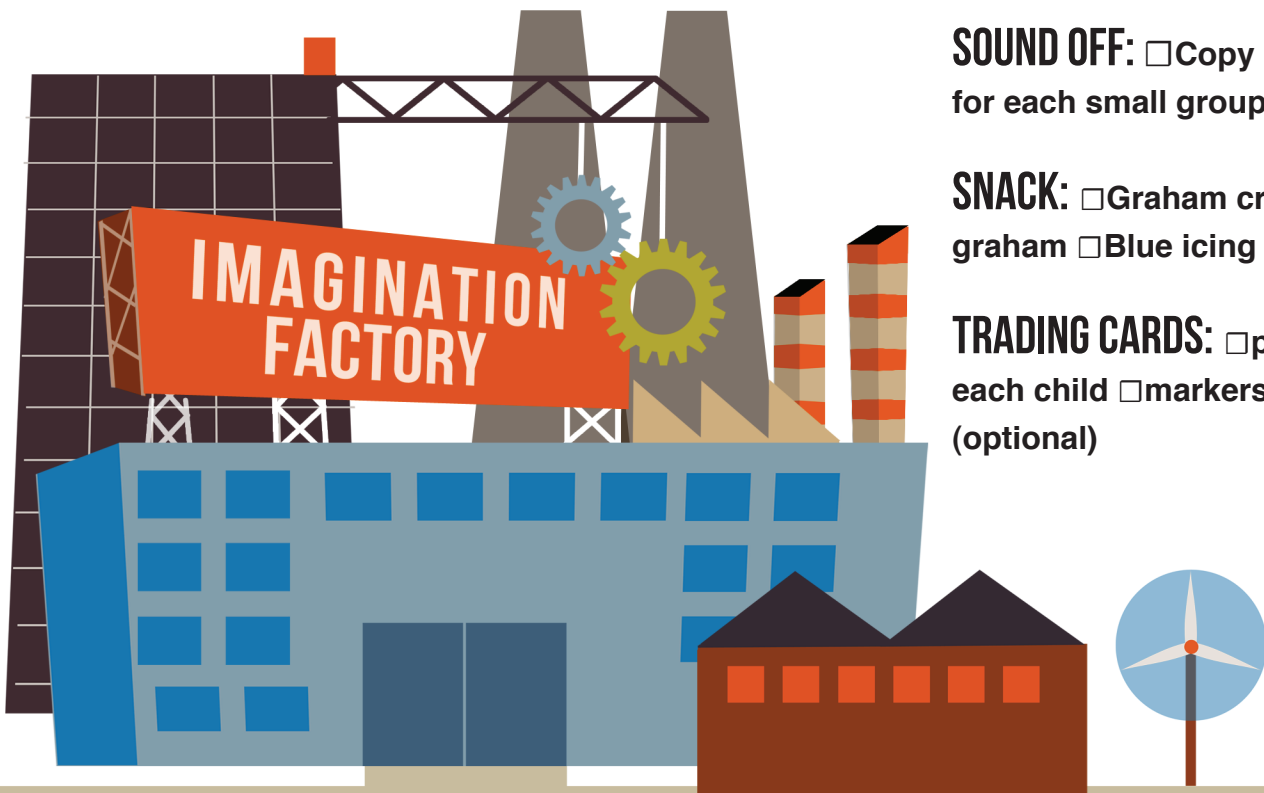 IMAGINATION
FACTORY
SOUND OFF: ☐Copy
for each small group
SNACK: ☐Graham
graham ☐Blue icing
TRADING CARDS: ☐
each child ☐markers
(optional)